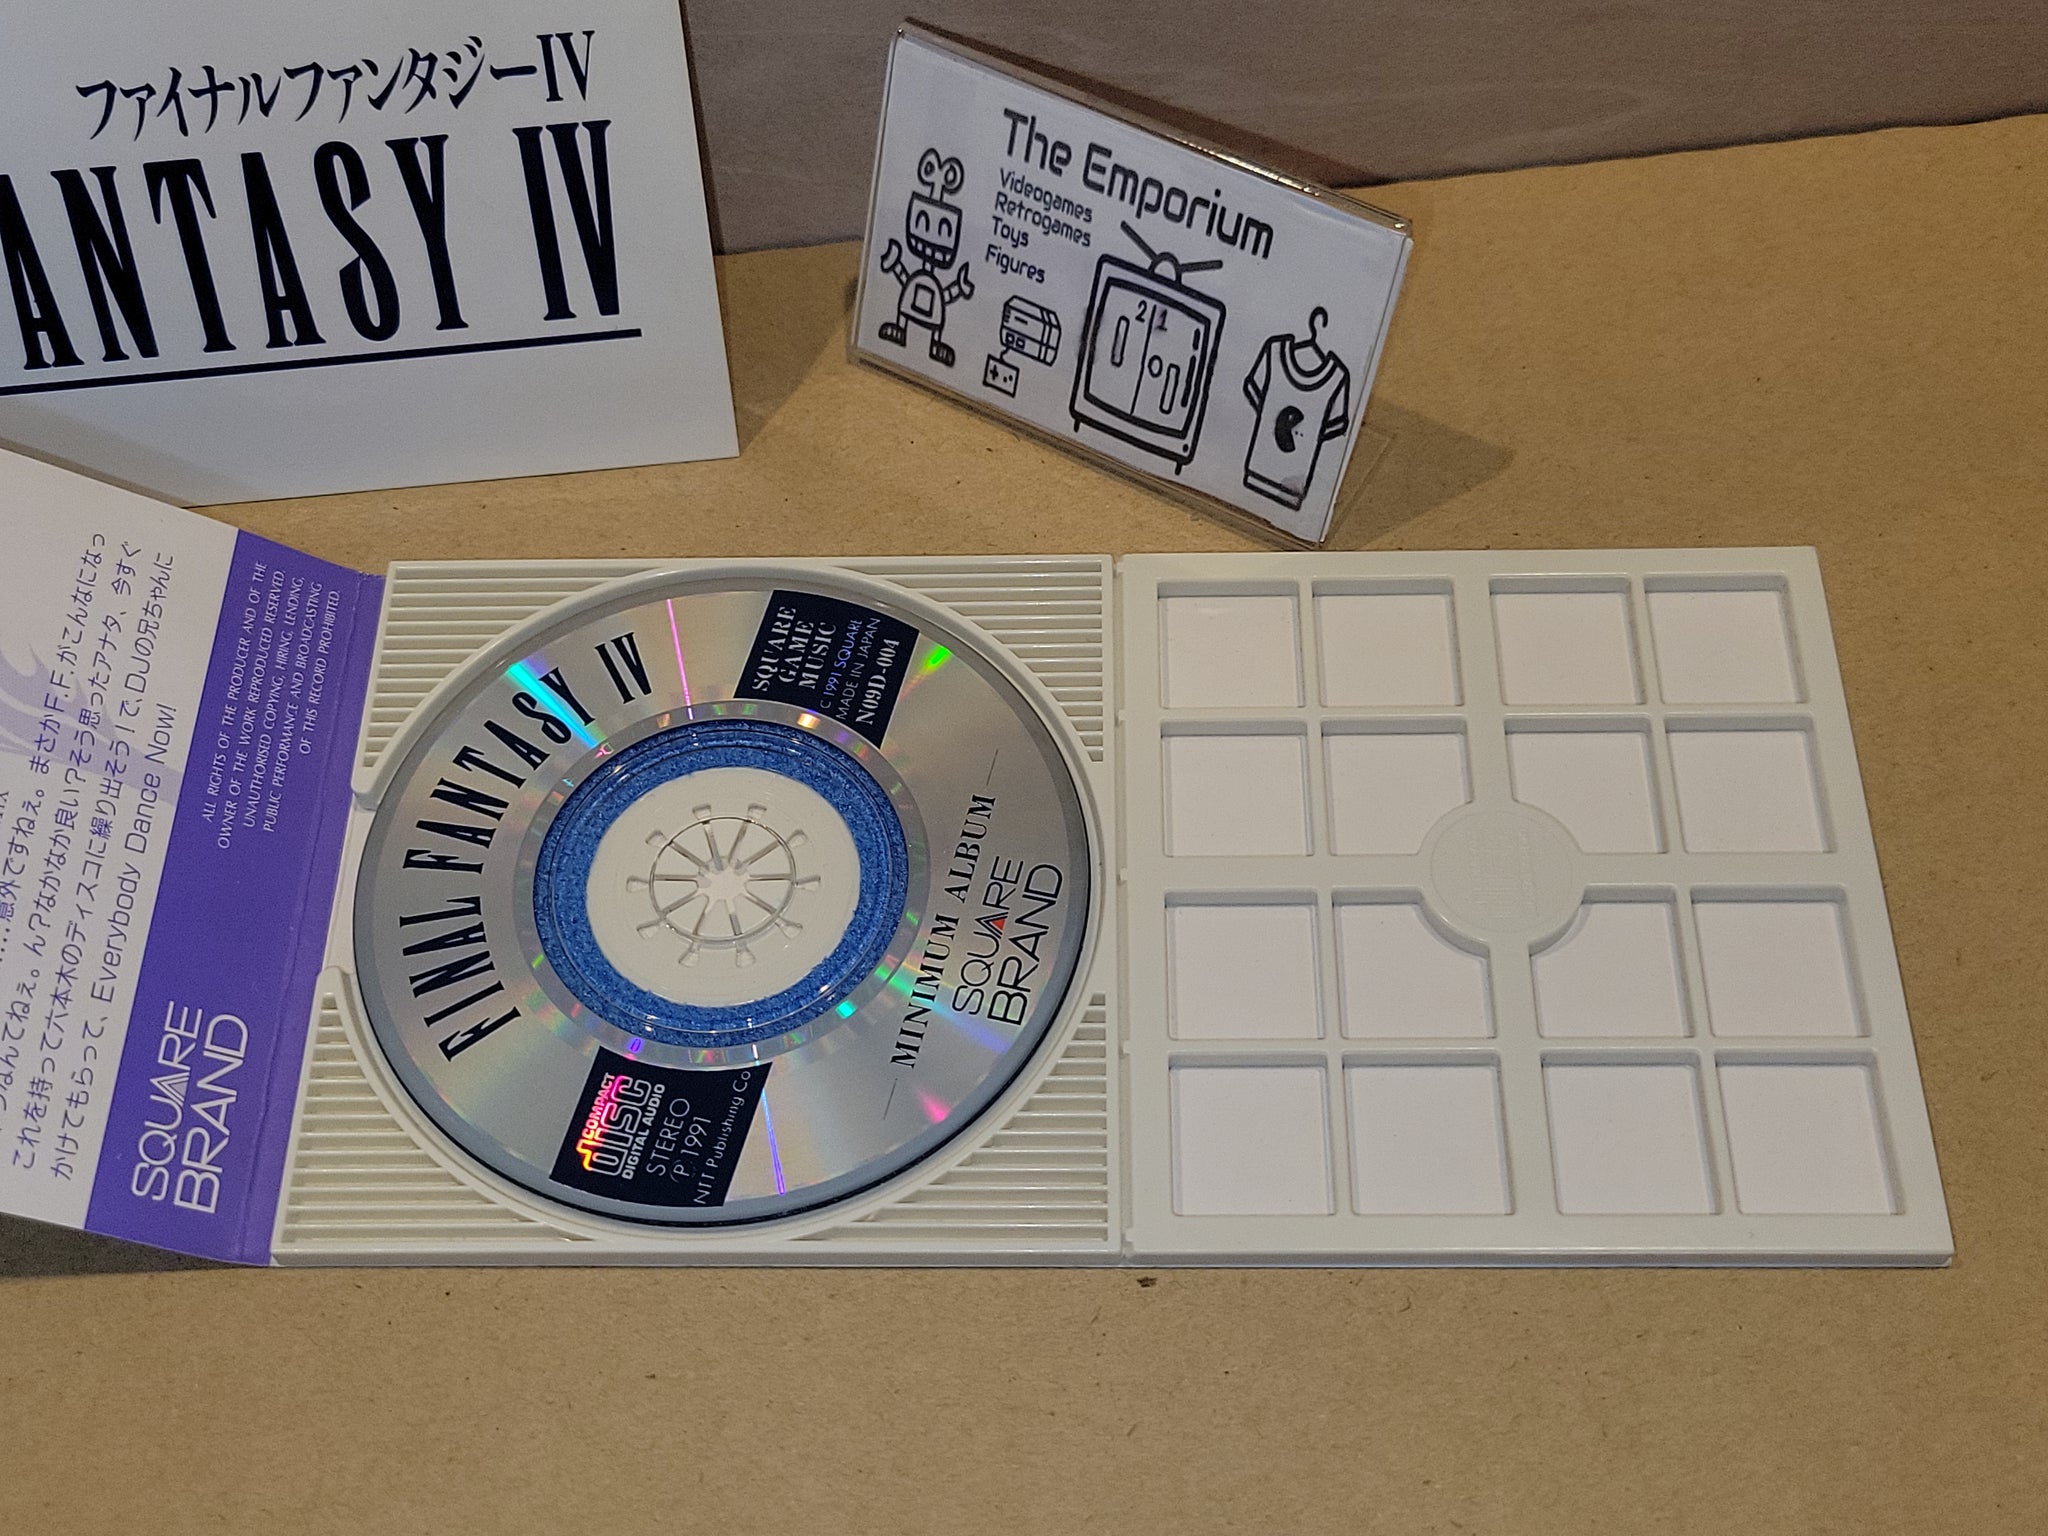 ファイナルファンタジーIV
ANTASY IV
The Emporium
Videogames
Retrogames
Toys
Figures
2 1
意外ですねえ。まさかF.F.がこんなになっ
なんてねえ。ん?なかなか良い?そう思ったアナタ、今すぐ
これを持って六本木のディスコに繰り出そう!で、DJの兄ちゃんに
かけてもらって、Everybody Dance Now!
ALL RIGHTS OF THE PRODUCER AND OF THE
OWNER OF THE WORK REPRODUCED RESERVED.
UNAUTHORISED COPYING, HIRING, LENDING,
PUBLIC PERFORMANCE AND BROADCASTING
OF THIS RECORD PROHIBITED.
SQUARE
BRAND
FINAL FANTASY IV
SQUARE
GAME
MUSIC
C 1991 SQUARE
MADE IN JAPAN
N09D-004
MINIMUM ALBUM
SQUARE
BRAND
COMPACT
disc
DIGITAL AUDIO
STEREO
(P) 1991
NTT Publishing Co